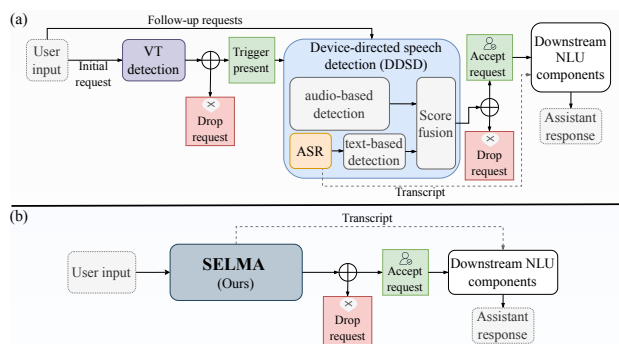 (a)
Follow-up requests
User
input
Initial
request
VT
detection
Drop
request
Trigger
present
Device-directed speech
detection (DDSD)
audio-based
detection
ASR
text-based
detection
Score
fusion
Accept
request
Drop
request
Transcript
Downstream
NLU
components
Assistant
response
(b)
Transcript
User input
SELMA
(Ours)
Drop
request
Accept
request
Downstream NLU
components
Assistant
response